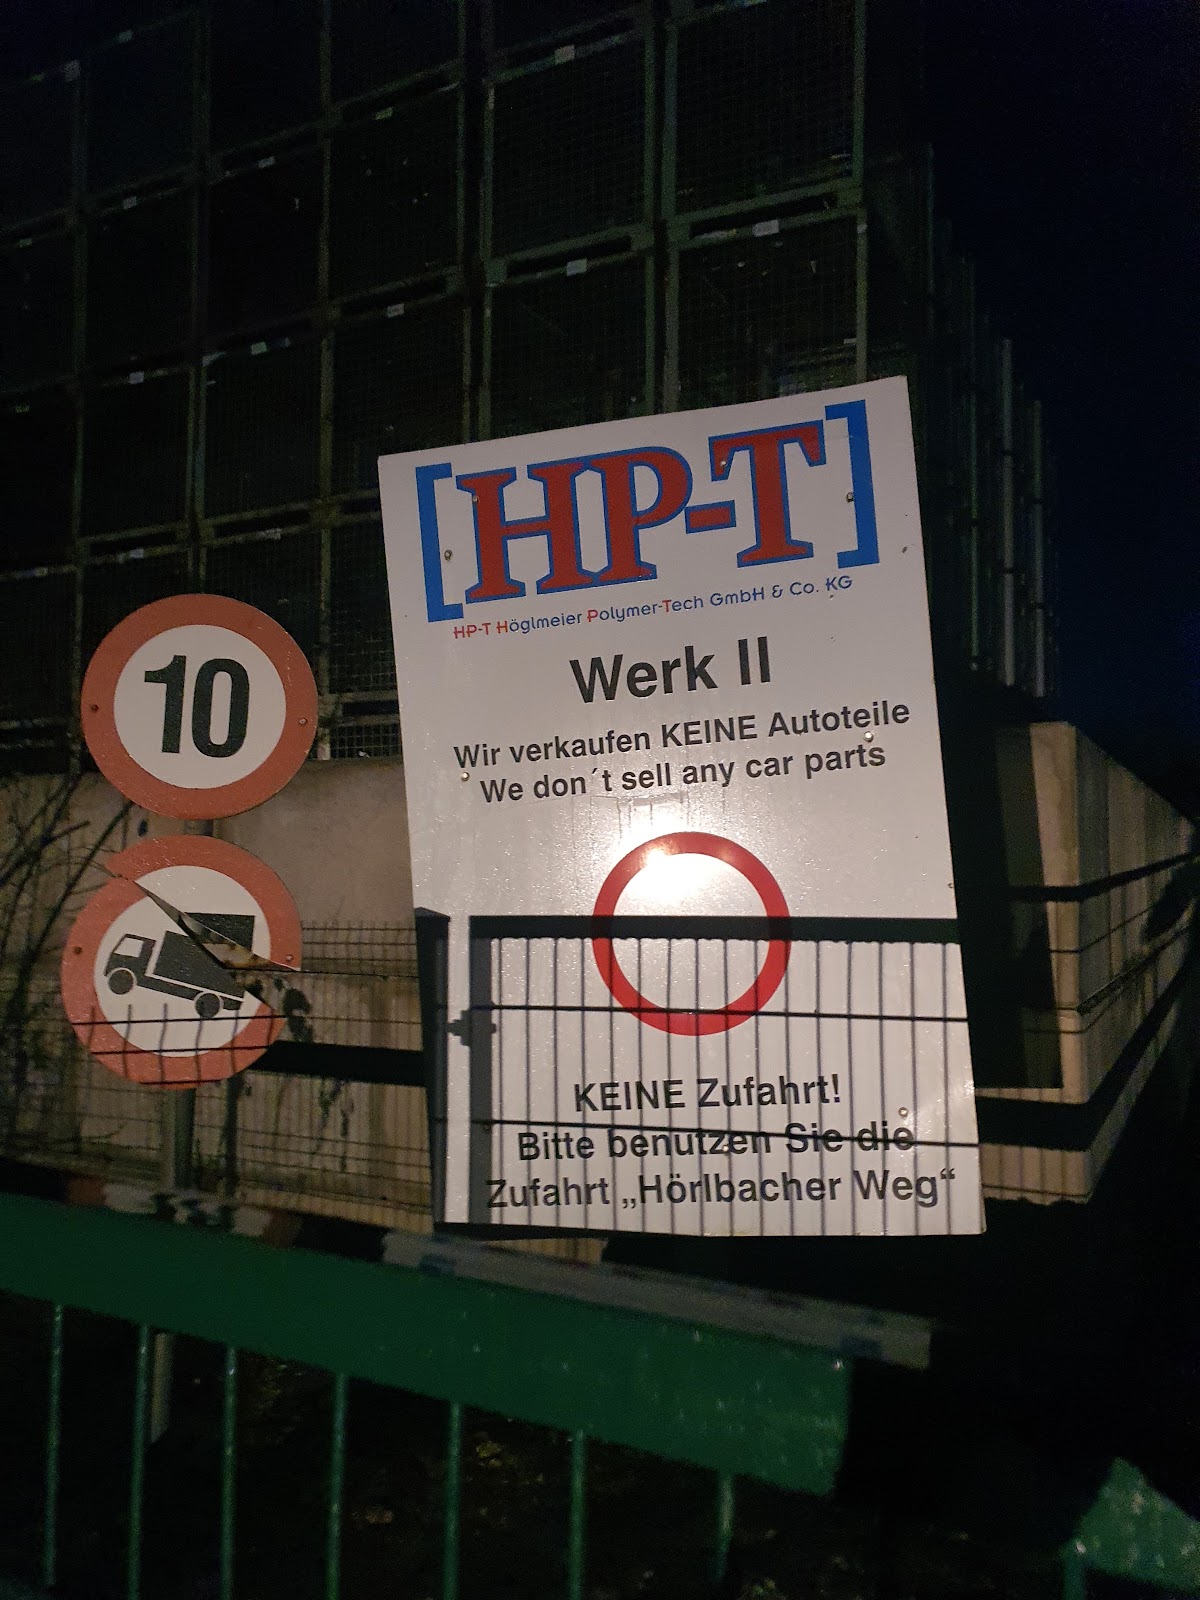 [HP-T]
HP-T Höglmeier Polymer-Tech GmbH & Co. KG
Werk II
Wir verkaufen KEINE Autoteile
We don´t sell any car parts
10
KEINE Zufahrt!
Bitte benutzen Sie die
Zufahrt „Hörlbacher Weg“